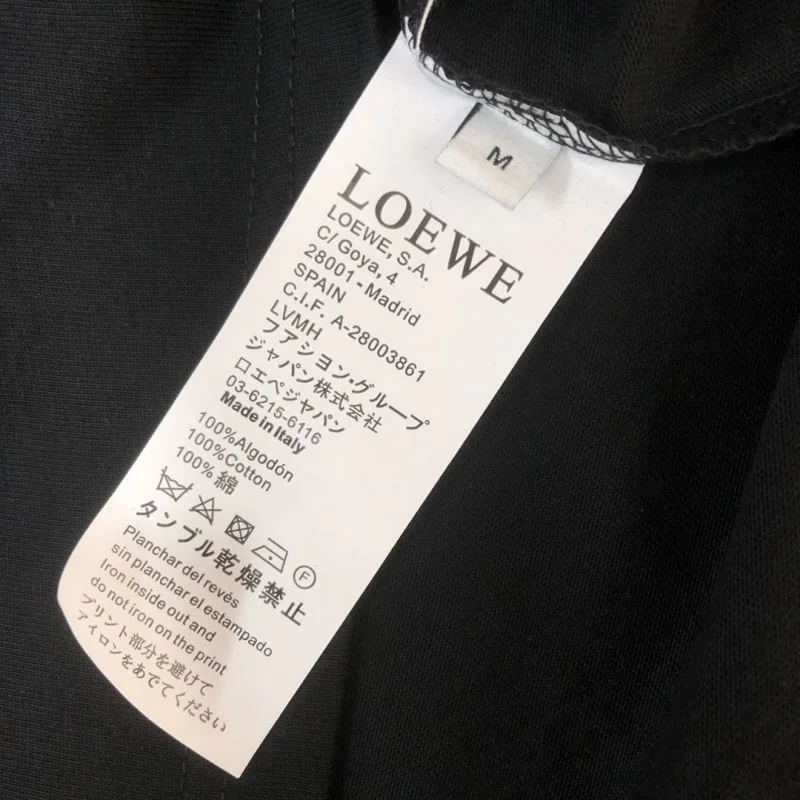 M
LOEWE
LOEWE, S.A.
C/ Goya, 4
28001 - Madrid
SPAIN
C.I.F. A-28003861
LVMH
フアシヨン・グループ
ジャパン株式会社
ロエベジャパン
03-6215-6116
Made in Italy
100%Algodón
100%Cotton
100% 綿
F
タンブル乾燥禁止
Planchar del revés
sin planchar el estampado
Iron inside out and
do not iron on the print
プリント部分を避けて
アイロンをあでてください